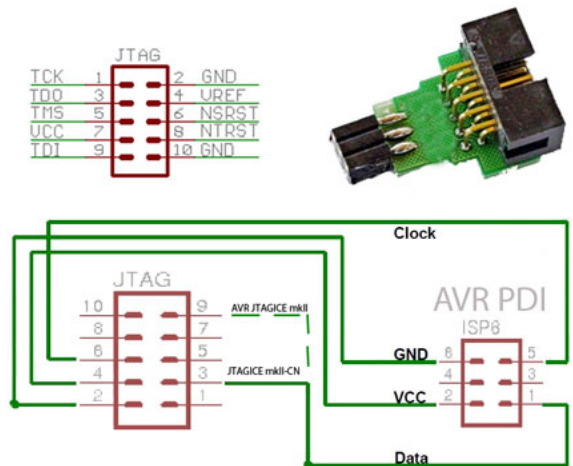 JTAG
TCK 1 2 GND
TDO 3 4 VREF
TMS 5 6 NSRST
VCC 7 8 NTRST
TDI 9 10 GND
Clock
JTAG
AVR PDI
ISP6
10 9 AVR JTAGICE mkII
8 7
6 5
4 3 JTAGICE mkII-CN
2 1
GND 6 5
4 3
VCC 2 1
Data